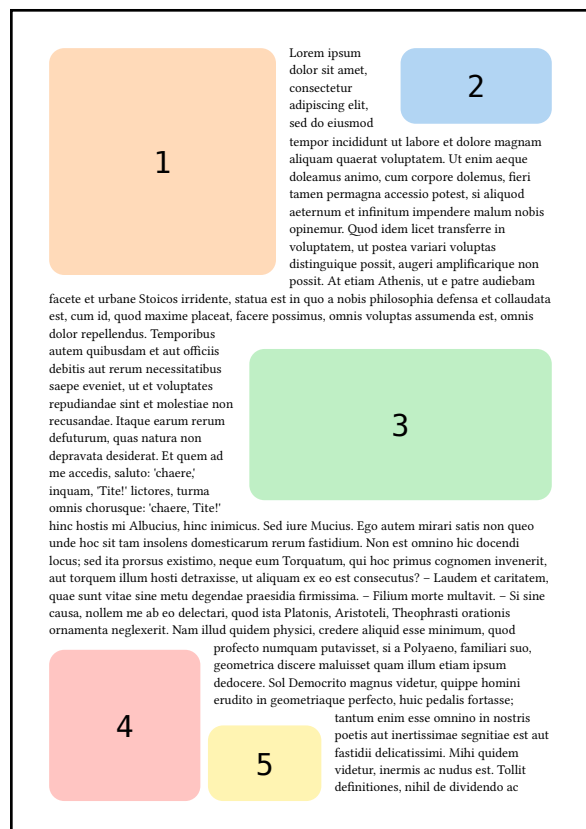 1
Lorem ipsum
dolor sit amet,
consectetur
adipiscing elit,
sed do eiusmod
2
tempor incididunt ut labore et dolore magnam
aliquam quaerat voluptatem. Ut enim aeque
doleamus animo, cum corpore dolemus, fieri
tamen permagna accessio potest, si aliquod
aeternum et infinitum impendere malum nobis
opinemur. Quod idem licet transferre in
voluptatem, ut postea variari voluptas
distinguique possit, augeri amplificarique non
possit. At etiam Athenis, ut e patre audiebam
facete et urbane Stoicos irridente, statua est in quo a nobis philosophia defensa et collaudata
est, cum id, quod maxime placeat, facere possimus, omnis voluptas assumenda est, omnis
dolor repellendus. Temporibus
autem quibusdam et aut officiis
debitis aut rerum necessitatibus
saepe eveniet, ut et voluptates
repudiandae sint et molestiae non
recusandae. Itaque earum rerum
defuturum, quas natura non
depravata desiderat. Et quem ad
me accedis, saluto: 'chaere,'
inquam, 'Tite!' lictores, turma
omnis chorusque: 'chaere, Tite!'
3
hinc hostis mi Albucius, hinc inimicus. Sed iure Mucius. Ego autem mirari satis non queo
unde hoc sit tam insolens domesticarum rerum fastidium. Non est omnino hic docendi
locus; sed ita prorsus existimo, neque eum Torquatum, qui hoc primus cognomen invenerit,
aut torquem illum hosti detraxisse, ut aliquam ex eo est consecutus? – Laudem et caritatem,
quae sunt vitae sine metu degendae praesidia firmissima. – Filium morte multavit. – Si sine
causa, nollem me ab eo delectari, quod ista Platonis, Aristoteli, Theophrasti orationis
ornamenta neglexerit. Nam illud quidem physici, credere aliquid esse minimum, quod
profecto numquam putavisset, si a Polyaeno, familiari suo,
geometrica discere maluisset quam illum etiam ipsum
dedocere. Sol Democrito magnus videtur, quippe homini
erudito in geometriaque perfecto, huic pedalis fortasse;
4
5
tantum enim esse omnino in nostris
poetis aut inertissimae segnitiae est aut
fastidii delicatissimi. Mihi quidem
videtur, inermis ac nudus est. Tollit
definitiones, nihil de dividendo ac